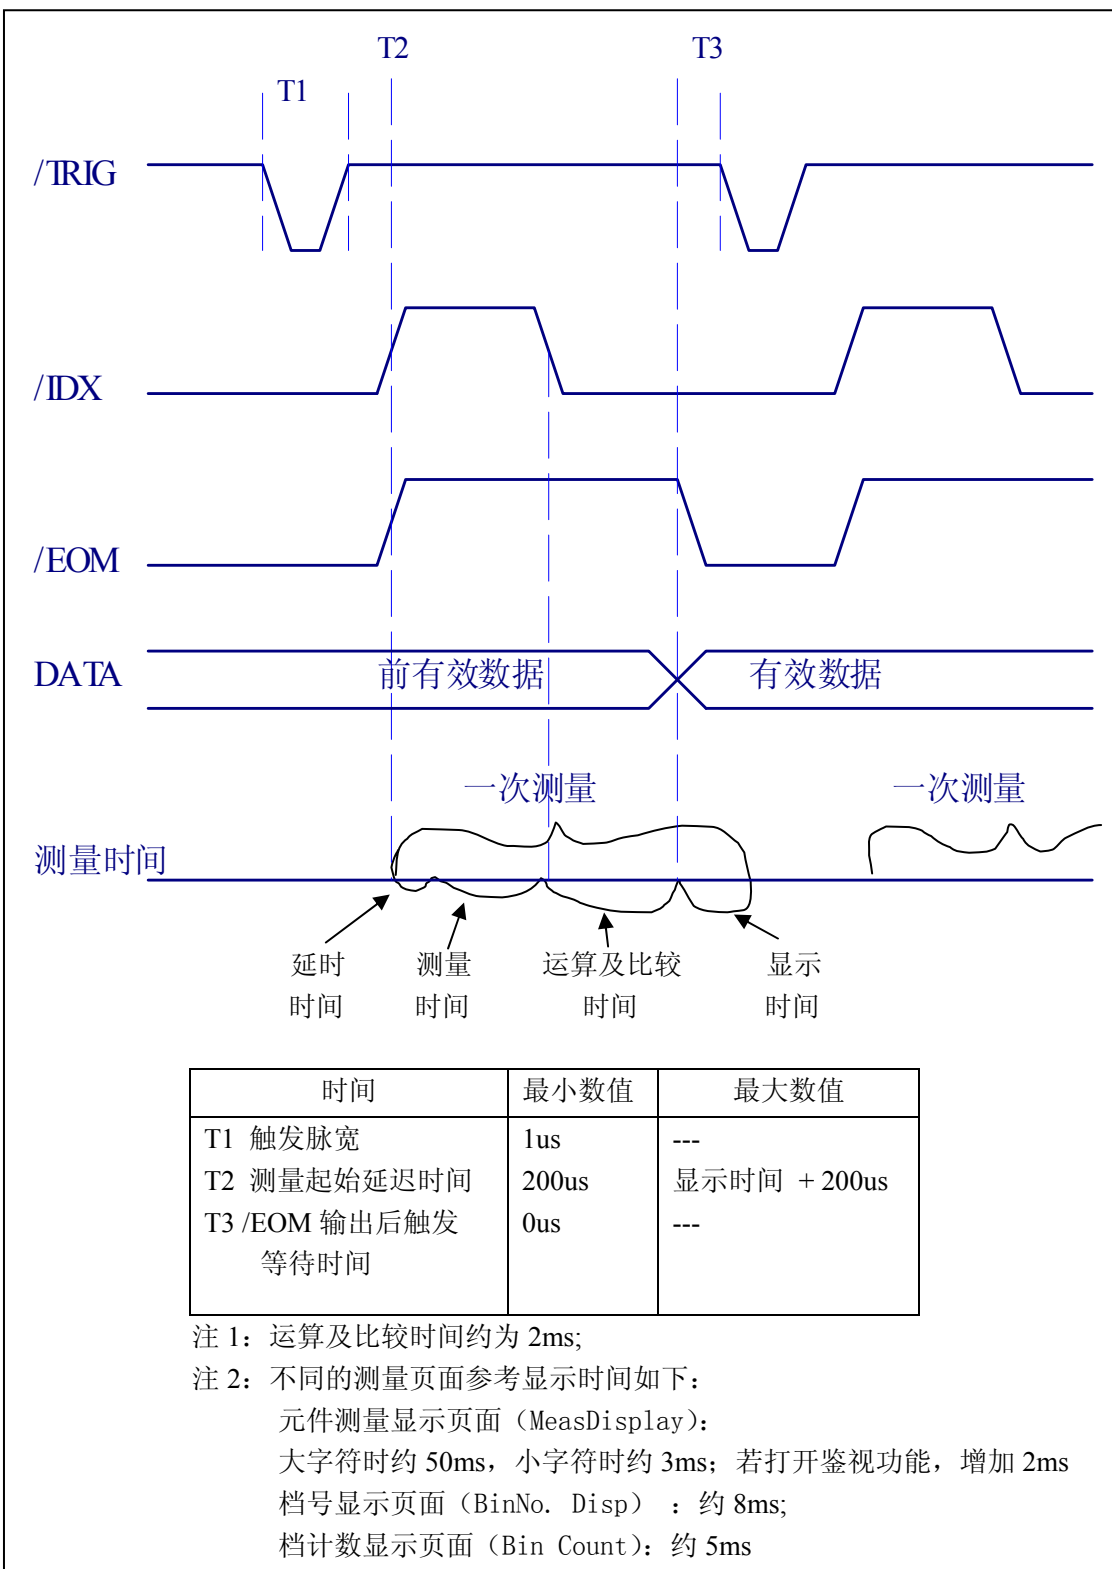 T2 T3
T1
/TRIG
/IDX
/EOM
DATA 前有效数据 有效数据
一次测量 一次测量
测量时间
延时 测量 运算及比较 显示
时间 时间 时间 时间
时间 最小数值 最大数值
T1 触发脉宽 1us ---
T2 测量起始延迟时间 200us 显示时间 + 200us
T3 /EOM 输出后触发 0us ---
等待时间
注 1：运算及比较时间约为 2ms;
注 2：不同的测量页面参考显示时间如下：
元件测量显示页面（MeasDisplay）：
大字符时约 50ms，小字符时约 3ms；若打开鉴视功能，增加 2ms
档号显示页面（BinNo. Disp） ：约 8ms;
档计数显示页面（Bin Count）：约 5ms